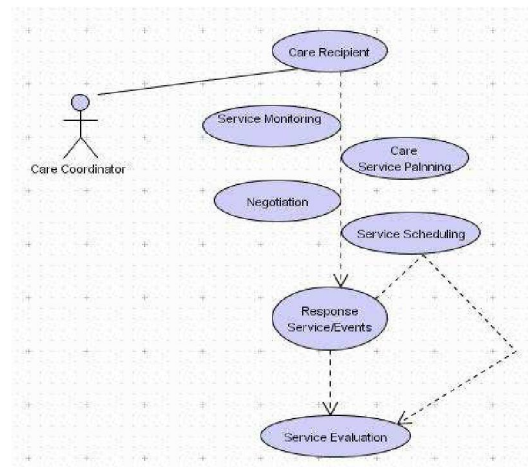 Care Recipient
Service Monitoring
Care
Service Palnning
Care Coordinator
Negotiation
Service Scheduling
Response
Service/Events
Service Evaluation